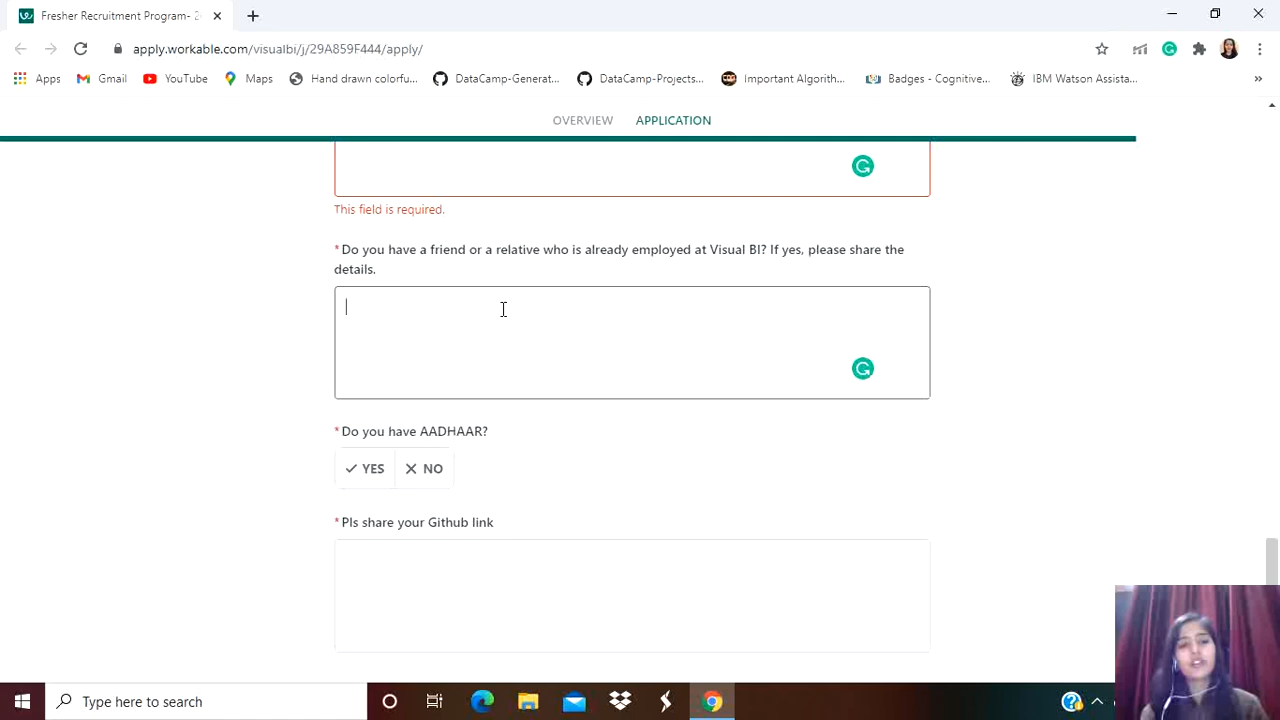 Fresher Recruitment Program- 2
apply.workable.com/visualbi/j/29A859F444/apply/
Apps Gmail YouTube Maps Hand drawn colorfu... DataCamp-Generat... DataCamp-Projects... Important Algorith... Badges - Cognitive... IBM Watson Assista... »
OVERVIEW APPLICATION
This field is required.
* Do you have a friend or a relative who is already employed at Visual BI? If yes, please share the
details.
* Do you have AADHAAR?
YES NO
* Pls share your Github link
Type here to search